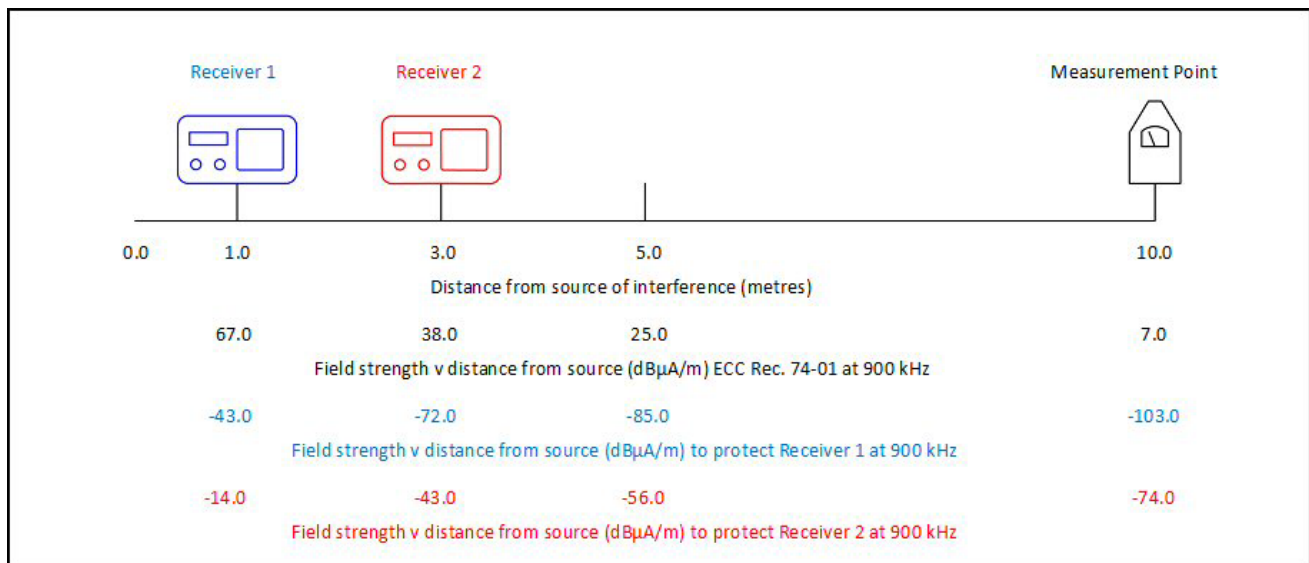 Receiver 1 Receiver 2 Measurement Point
0.0 1.0 3.0 5.0 10.0
Distance from source of interference (metres)
67.0 38.0 25.0 7.0
Field strength v distance from source (dBµA/m) ECC Rec. 74-01 at 900 kHz
-43.0 -72.0 -85.0 -103.0
Field strength v distance from source (dBµA/m) to protect Receiver 1 at 900 kHz
-14.0 -43.0 -56.0 -74.0
Field strength v distance from source (dBµA/m) to protect Receiver 2 at 900 kHz